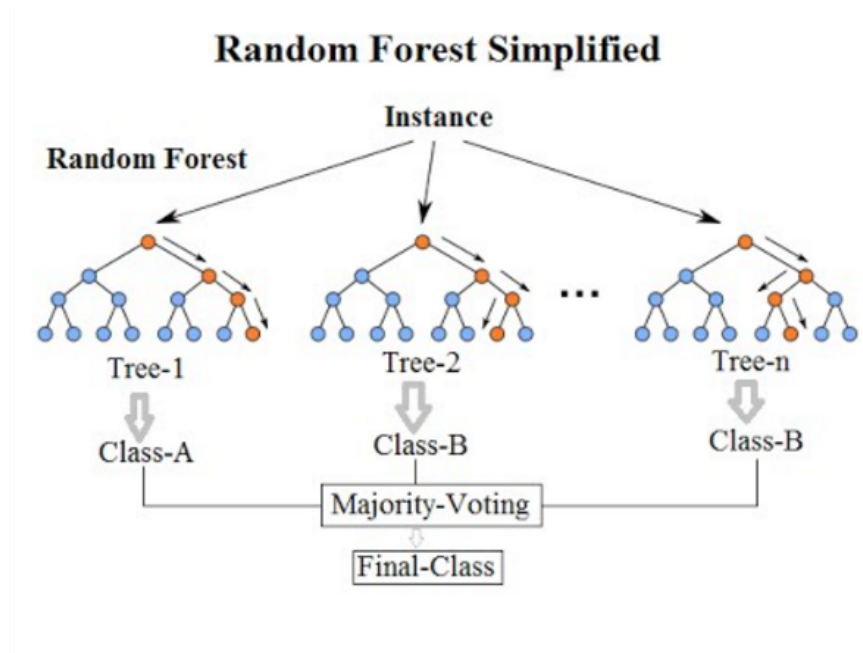 Random Forest Simplified
Instance
Random Forest
...
Tree-1
Tree-2
Tree-n
Class-A
Class-B
Class-B
Majority-Voting
Final-Class